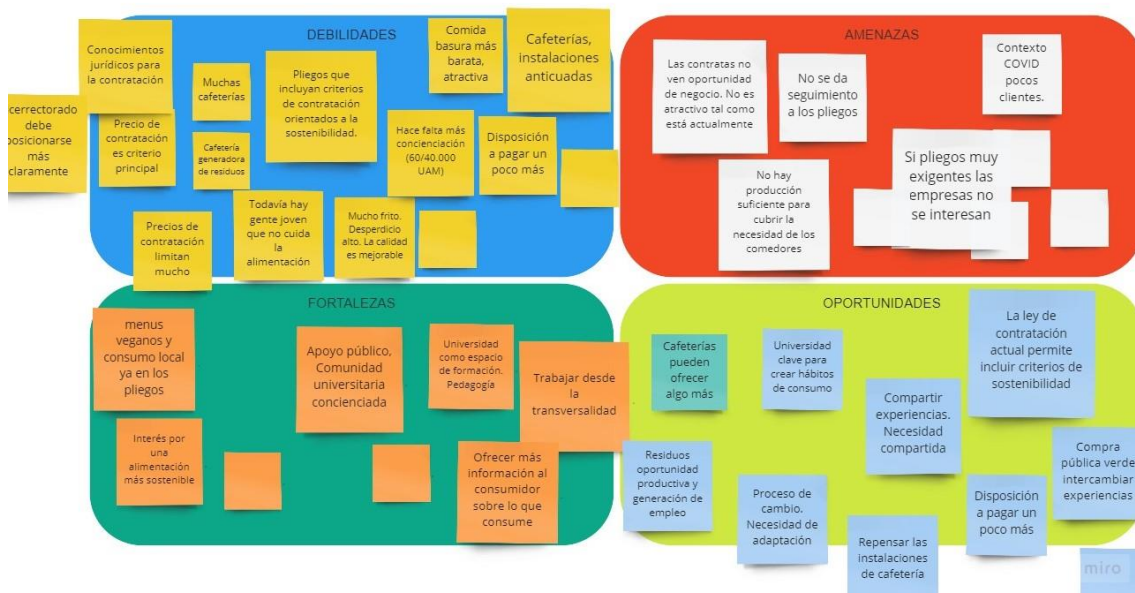 DEBILIDADES
Conocimientos
jurídicos para
la contratación
Muchas
cafeterías
Pliegos que
incluyan criterios
de contratación
orientados a la
sostenibilidad.
Comida
basura más
barata,
atractiva
Cafeterías,
instalaciones
anticuadas
cerrectorado
debe
posicionarse
más
claramente
Precio de
contratación
es criterio
principal
Cafetería
generadora
de residuos
Hace falta más
concienciación
(60/40.000
UAM)
Disposición
a pagar un
poco más
Precios de
contratación
limitan
mucho
Todavía hay
gente joven
que no cuida
la
alimentación
Mucho frito.
Desperdicio
alto. La calidad
es mejorable
AMENAZAS
Las contratas no
ven oportunidad
de negocio. No es
atractivo tal como
está actualmente
No se da
seguimiento
a los pliegos
Contexto
COVID
pocos
clientes.
No hay
producción
suficiente para
cubrir la
necesidad de los
comedores
Si pliegos muy
exigentes las
empresas no
se interesan
FORTALEZAS
menus
veganos y
consumo local
ya en los
pliegos
Apoyo público,
Comunidad
universitaria
concienciada
Universidad
como espacio
de formación.
Pedagogía
Trabajar desde
la
transversalidad
Interés por
una
alimentación
más sostenible
Ofrecer más
información al
consumidor
sobre lo que
consume
OPORTUNIDADES
Cafeterías
pueden
ofrecer
algo más
Universidad
clave para
crear hábitos
de consumo
La ley de
contratación
actual permite
incluir criterios de
sostenibilidad
Compartir
experiencias.
Necesidad
compartida
Residuos
oportunidad
productiva y
generación de
empleo
Proceso de
cambio.
Necesidad de
adaptación
Repensar las
instalaciones
de cafetería
Disposición
a pagar un
poco más
Compra
pública verde
intercambiar
experiencias
miro